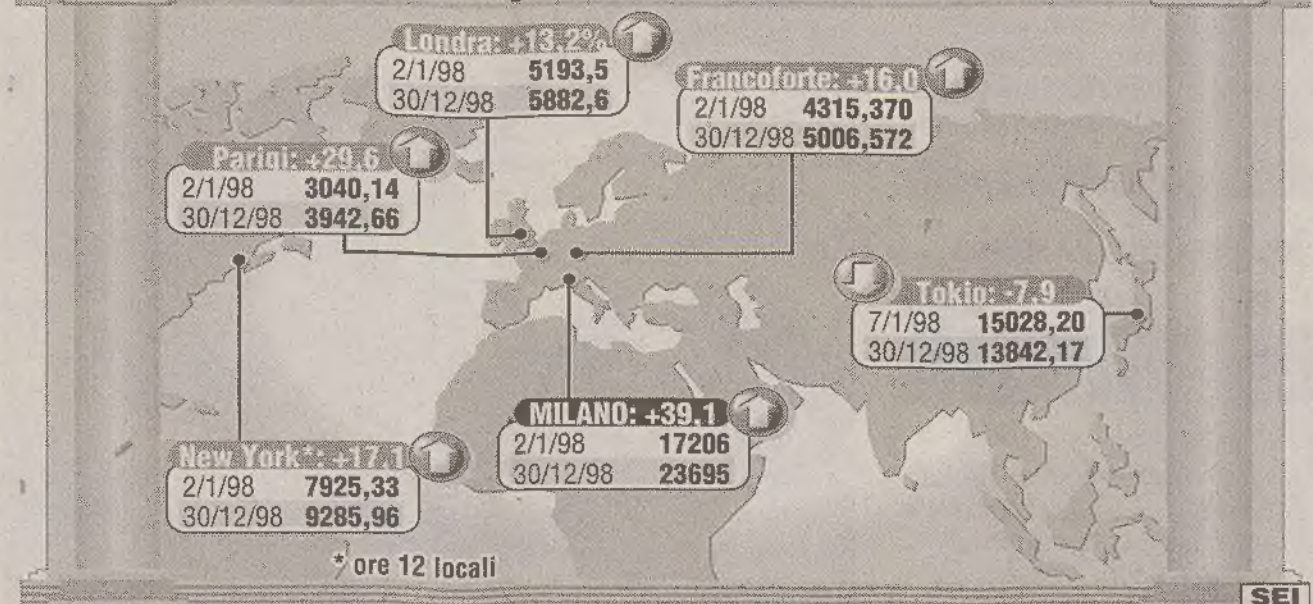 Londra: +13,2%
2/1/98 5193,5
30/12/98 5882,6
Francoforte: +16,0
2/1/98 4315,370
30/12/98 5006,572
Parigi: +29,6
2/1/98 3040,14
30/12/98 3942,66
Tokio: -7,9
7/1/98 15028,20
30/12/98 13842,17
MILANO: +39,1
2/1/98 17206
30/12/98 23695
New York*: +17,1
2/1/98 7925,33
30/12/98 9285,96
* ore 12 locali
SEI